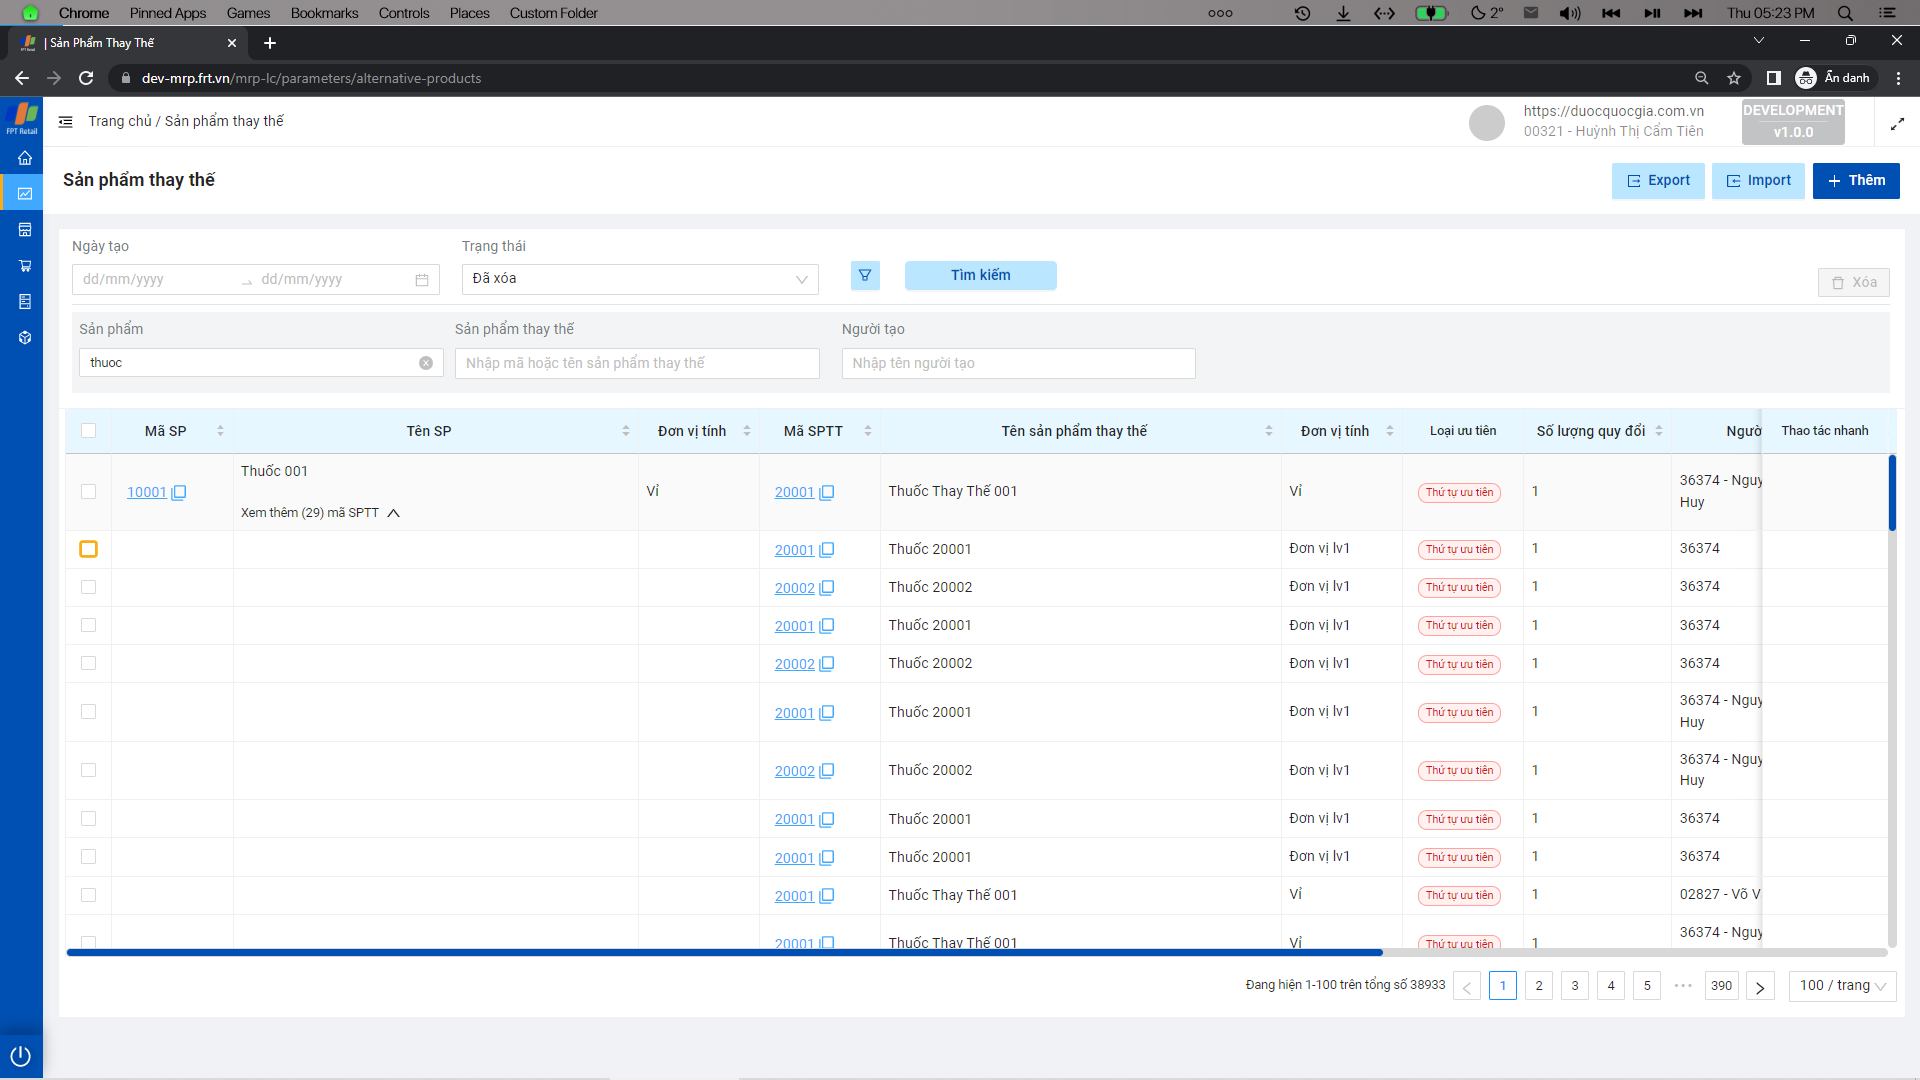 Chrome Pinned Apps Games Bookmarks Controls Places Custom Folder 2° Thu 05:23 PM
| Sản Phẩm Thay Thế
dev-mrp.frt.vn/mrp-lc/parameters/alternative-products Ẩn danh
FPT Retail
Trang chủ / Sản phẩm thay thế
https://duocquocgia.com.vn
00321 - Huỳnh Thị Cẩm Tiên
DEVELOPMENT
v1.0.0
Sản phẩm thay thế
Export Import Thêm
Ngày tạo Trạng thái
dd/mm/yyyy dd/mm/yyyy Đã xóa Tìm kiếm Xóa
Sản phẩm Sản phẩm thay thế Người tạo
thuoc Nhập mã hoặc tên sản phẩm thay thế Nhập tên người tạo
Mã SP Tên SP Đơn vị tính Mã SPTT Tên sản phẩm thay thế Đơn vị tính Loại ưu tiên Số lượng quy đổi Ngườ Thao tác nhanh
10001 Thuốc 001 Vỉ 20001 Thuốc Thay Thế 001 Vỉ Thứ tự ưu tiên 1 36374 - Nguy
Huy
Xem thêm (29) mã SPTT
20001 Thuốc 20001 Đơn vị lv1 Thứ tự ưu tiên 1 36374
20002 Thuốc 20002 Đơn vị lv1 Thứ tự ưu tiên 1 36374
20001 Thuốc 20001 Đơn vị lv1 Thứ tự ưu tiên 1 36374
20002 Thuốc 20002 Đơn vị lv1 Thứ tự ưu tiên 1 36374
20001 Thuốc 20001 Đơn vị lv1 Thứ tự ưu tiên 1 36374 - Nguy
Huy
20002 Thuốc 20002 Đơn vị lv1 Thứ tự ưu tiên 1 36374 - Nguy
Huy
20001 Thuốc 20001 Đơn vị lv1 Thứ tự ưu tiên 1 36374
20001 Thuốc 20001 Đơn vị lv1 Thứ tự ưu tiên 1 36374
20001 Thuốc Thay Thế 001 Vỉ Thứ tự ưu tiên 1 02827 - Võ V
20001 Thuốc Thay Thế 001 Vỉ Thứ tự ưu tiên 1 36374 - Nguy
Đang hiện 1-100 trên tổng số 38933 1 2 3 4 5 ••• 390 100 / trang